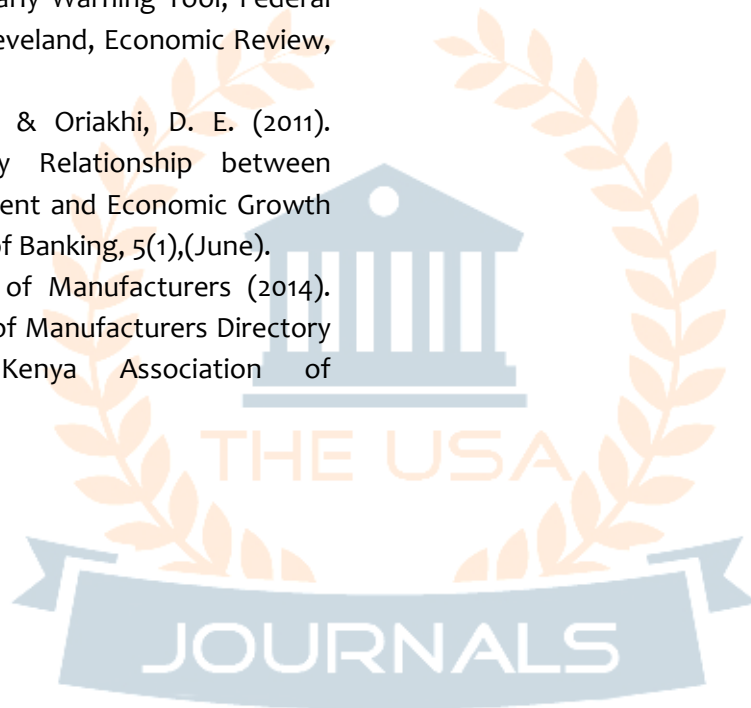 arly Warning Tool, Federal
eveland, Economic Review,
& Oriakhi, D. E. (2011).
y Relationship between
ent and Economic Growth
of Banking, 5(1),(June).
of Manufacturers (2014).
of Manufacturers Directory
Kenya Association of
THE USA
JOURNALS